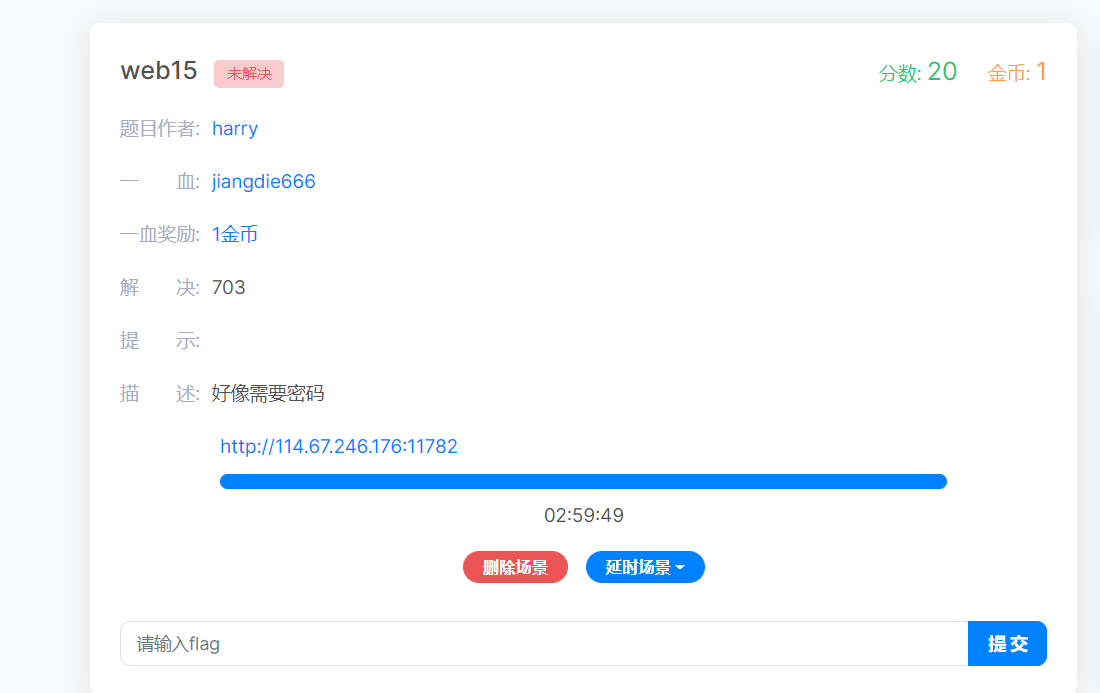 web15 未解决 分数: 20 金币: 1
题目作者: harry
一 血: jiangdie666
一血奖励: 1金币
解 决: 703
提 示:
描 述: 好像需要密码
http://114.67.246.176:11782
02:59:49
删除场景 延时场景
请输入flag 提交